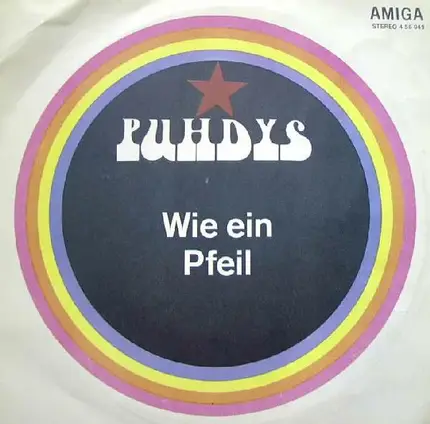 AMIGA
STEREO 4 56 045
PUHDYS
Wie ein
Pfeil